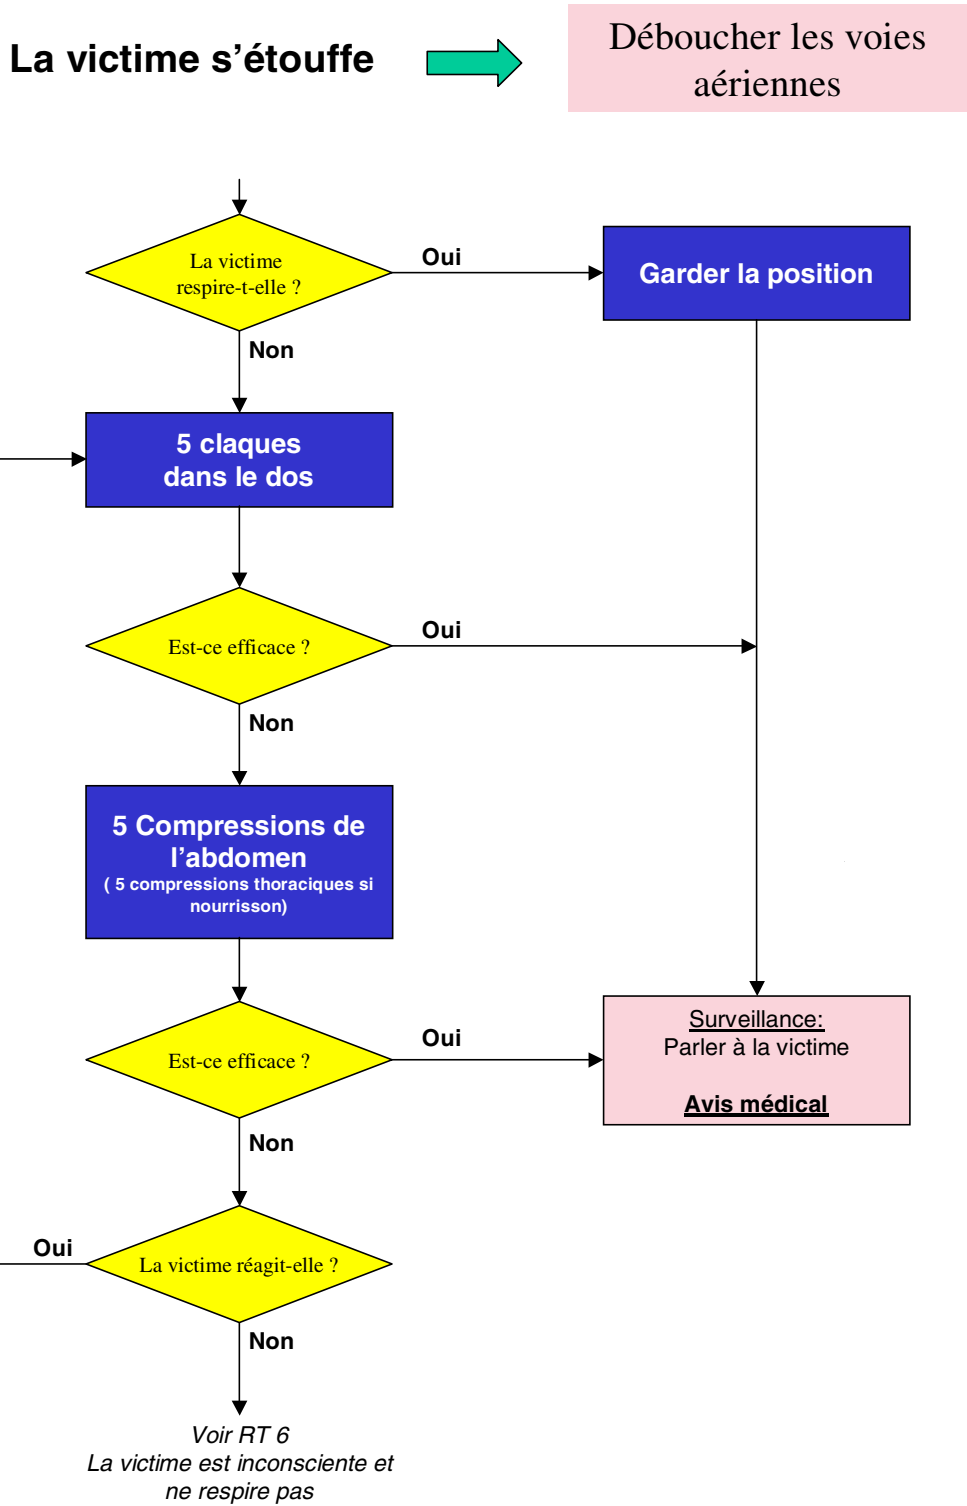 La victime s’étouffe
Déboucher les voies
aériennes
La victime
respire-t-elle ?
Oui
Garder la position
Non
5 claques
dans le dos
Est-ce efficace ?
Oui
Non
5 Compressions de
l’abdomen
( 5 compressions thoraciques si
nourrisson)
Est-ce efficace ?
Oui
Surveillance:
Parler à la victime
Avis médical
Non
Oui
La victime réagit-elle ?
Non
Voir RT 6
La victime est inconsciente et
ne respire pas